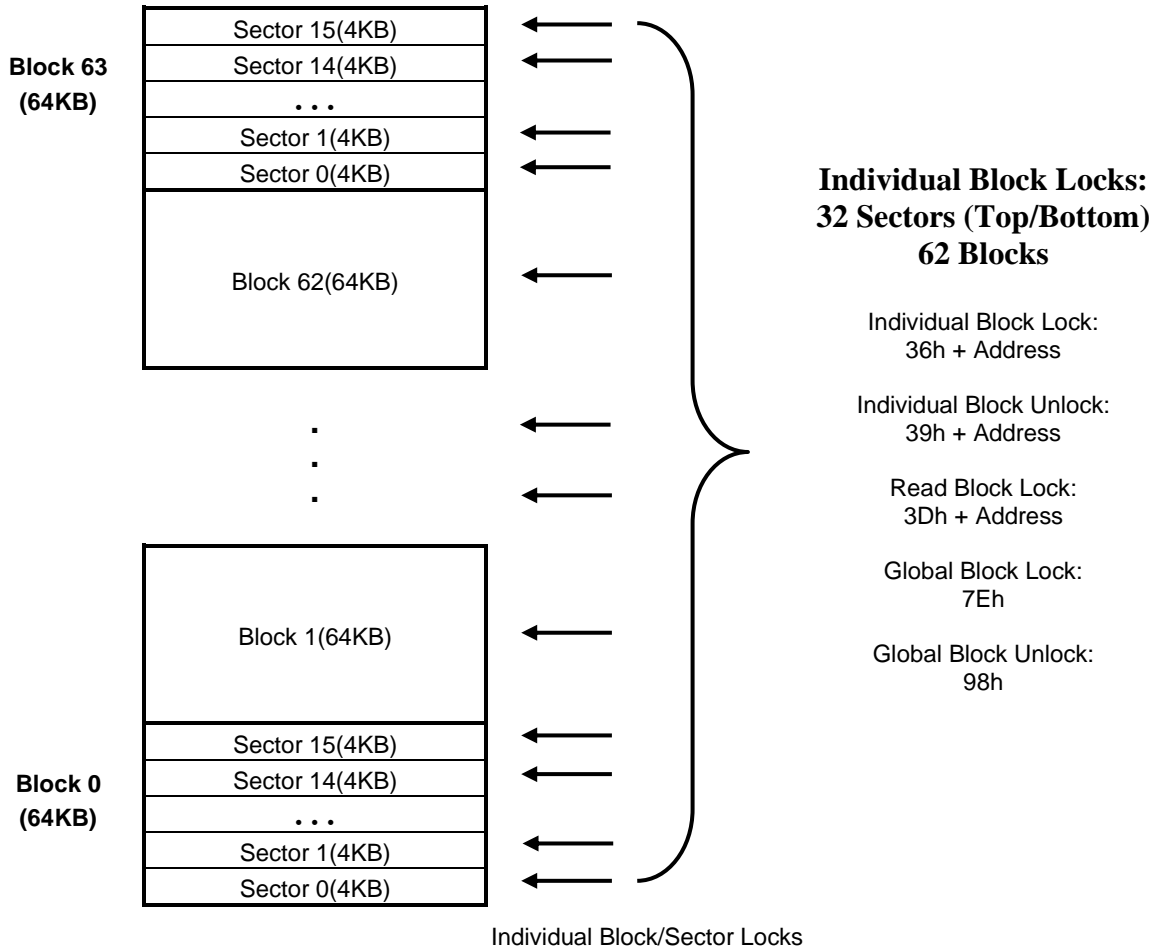 Block 63
(64KB)
Sector 15(4KB)
Sector 14(4KB)
. . .
Sector 1(4KB)
Sector 0(4KB)
Block 62(64KB)
.
.
.
Block 1(64KB)
Block 0
(64KB)
Sector 15(4KB)
Sector 14(4KB)
. . .
Sector 1(4KB)
Sector 0(4KB)
Individual Block Locks:
32 Sectors (Top/Bottom)
62 Blocks
Individual Block Lock:
36h + Address
Individual Block Unlock:
39h + Address
Read Block Lock:
3Dh + Address
Global Block Lock:
7Eh
Global Block Unlock:
98h
Individual Block/Sector Locks